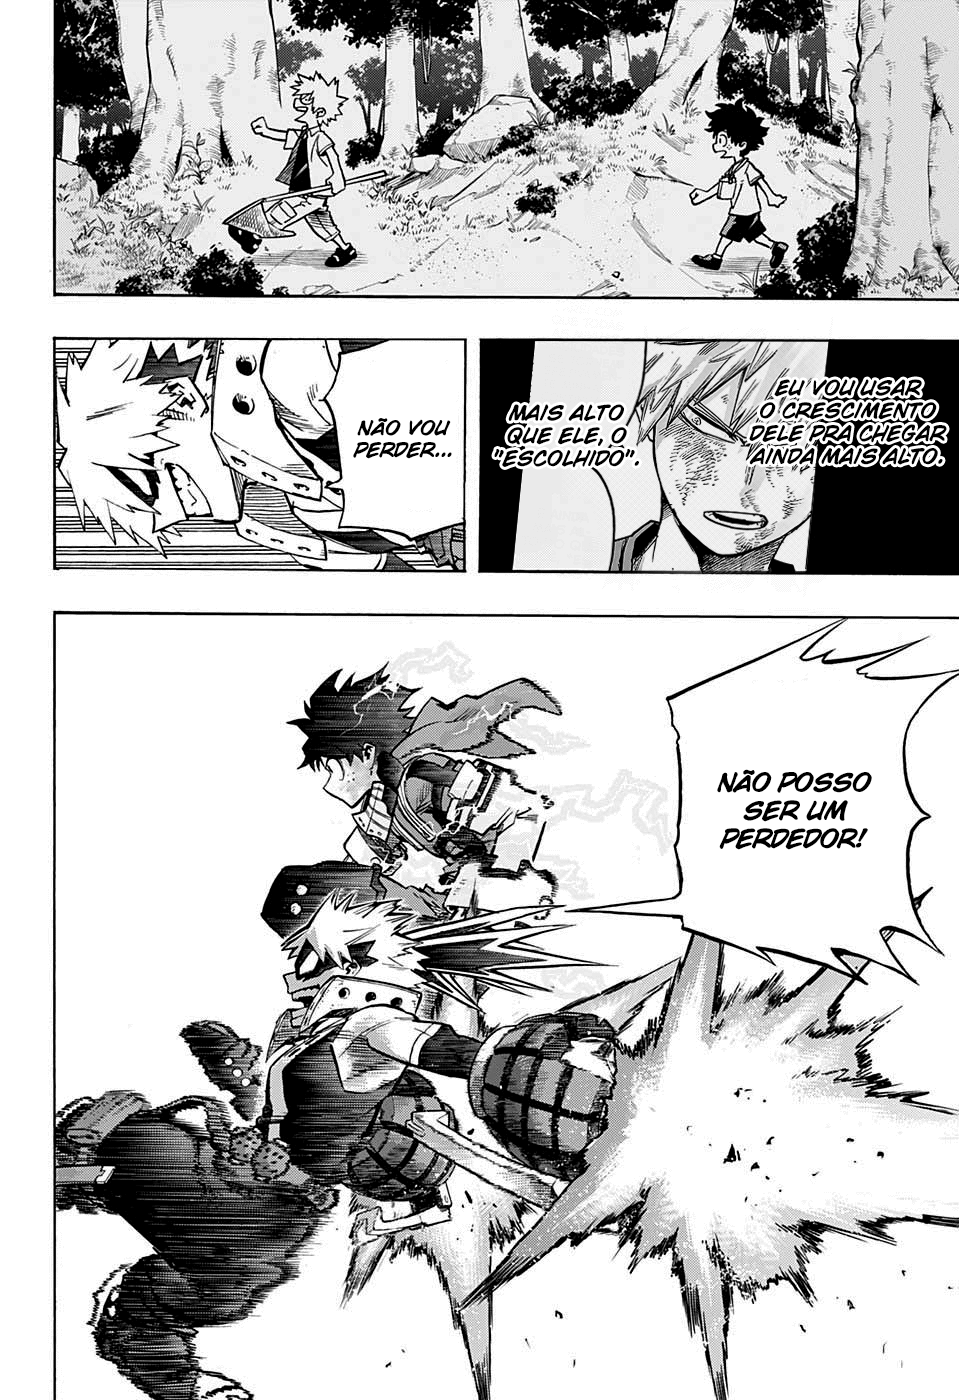 EU VOU USAR
O CRESCIMENTO
DELE PRA CHEGAR
AINDA MAIS ALTO.
MAIS ALTO
QUE ELE, O
"ESCOLHIDO".
NÃO VOU
PERDER...
NÃO POSSO
SER UM
PERDEDOR!